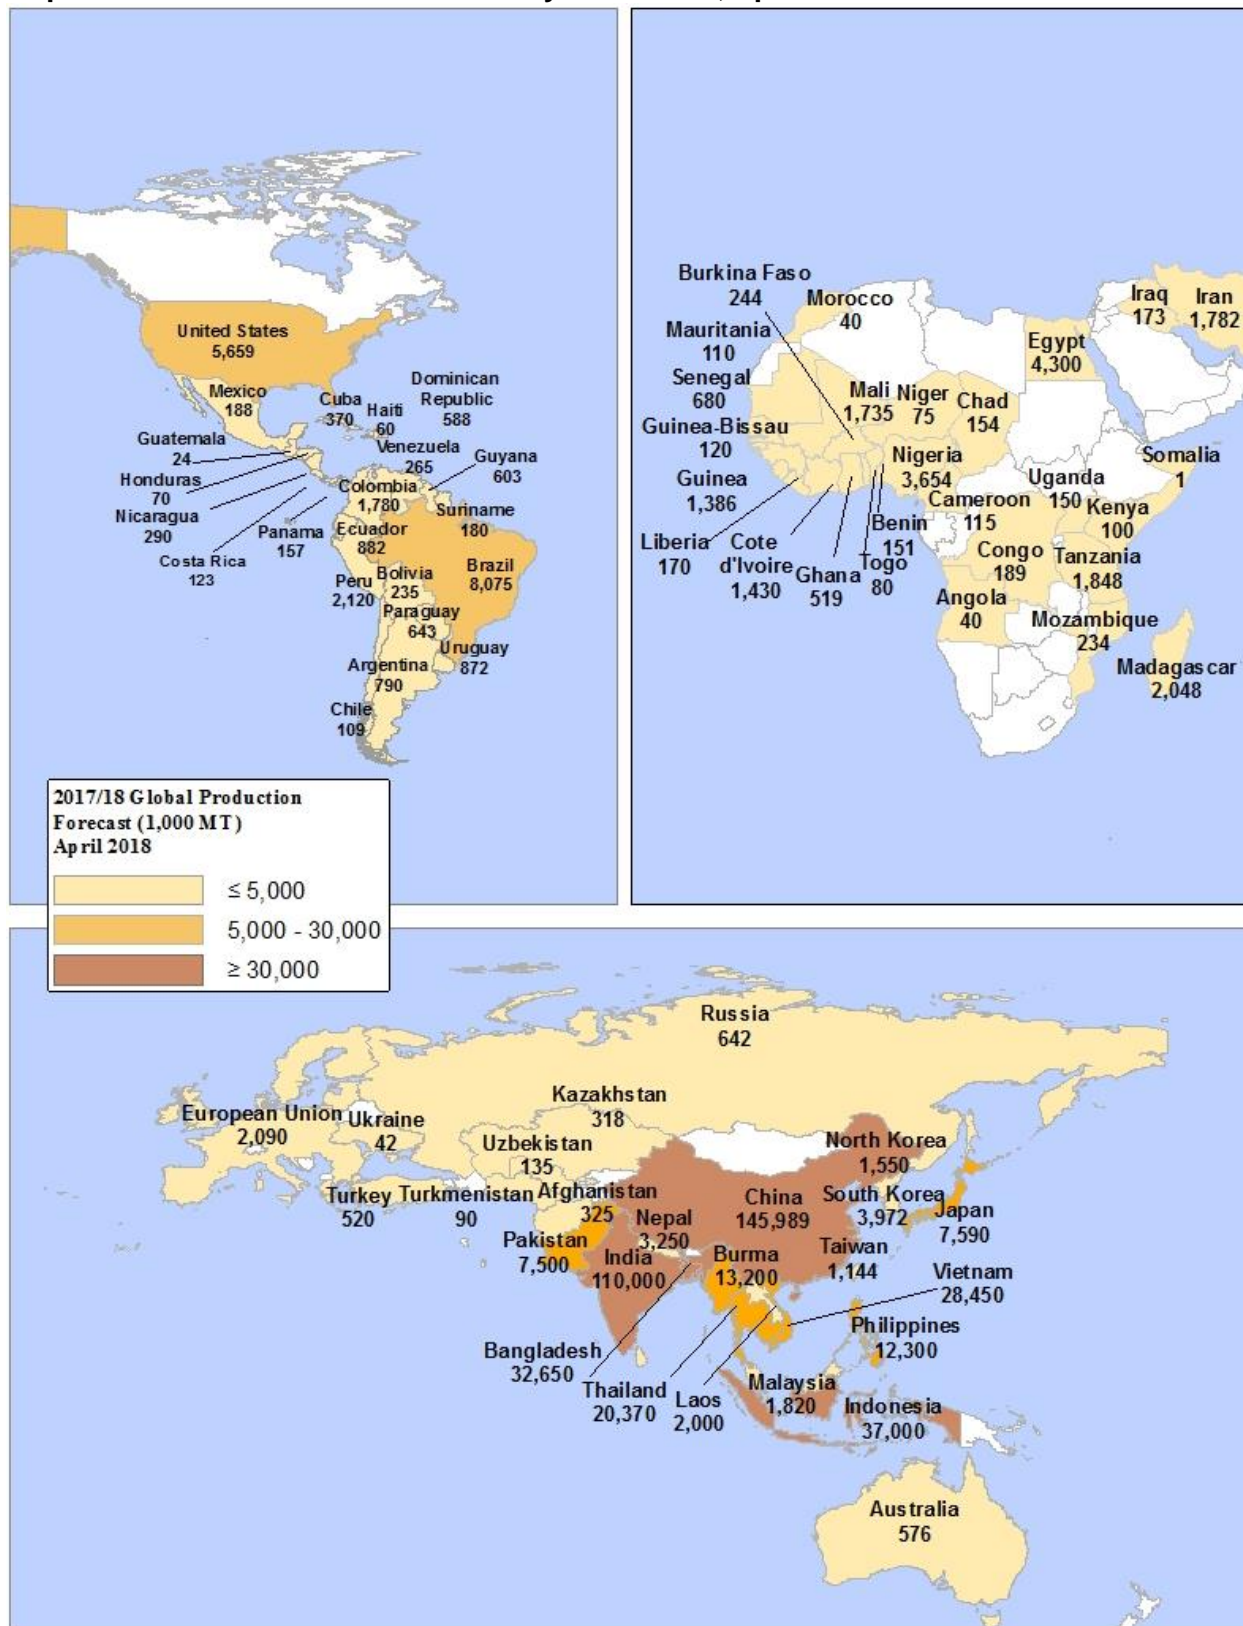 United States
5,659
Mexico
188
Cuba
370
Haiti
60
Dominican
Republic
588
Guatemala
24
Honduras
70
Nicaragua
290
Costa Rica
123
Panama
157
Venezuela
265
Guyana
603
Colombia
1,780
Suriname
180
Ecuador
882
Brazil
8,075
Peru
2,120
Bolivia
235
Paraguay
643
Uruguay
872
Argentina
790
Chile
109
2017/18 Global Production
Forecast (1,000 MT)
April 2018
≤ 5,000
5,000 - 30,000
≥ 30,000
Burkina Faso
244
Morocco
40
Mauritania
110
Senegal
680
Guinea-Bissau
120
Guinea
1,386
Liberia
170
Cote
d'Ivoire
1,430
Ghana
519
Togo
80
Benin
151
Mali
1,735
Niger
75
Chad
154
Nigeria
3,654
Cameroon
115
Egypt
4,300
Iraq
173
Iran
1,782
Somalia
1
Uganda
150
Kenya
100
Congo
189
Tanzania
1,848
Angola
40
Mozambique
234
Madagascar
2,048
Russia
642
European Union
2,090
Ukraine
42
Kazakhstan
318
Uzbekistan
135
Turkey
520
Turkmenistan
90
Afghanistan
325
Pakistan
7,500
Nepal
3,250
India
110,000
China
145,989
North Korea
1,550
South Korea
3,972
Japan
7,590
Taiwan
1,144
Burma
13,200
Vietnam
28,450
Philippines
12,300
Bangladesh
32,650
Thailand
20,370
Laos
2,000
Malaysia
1,820
Indonesia
37,000
Australia
576